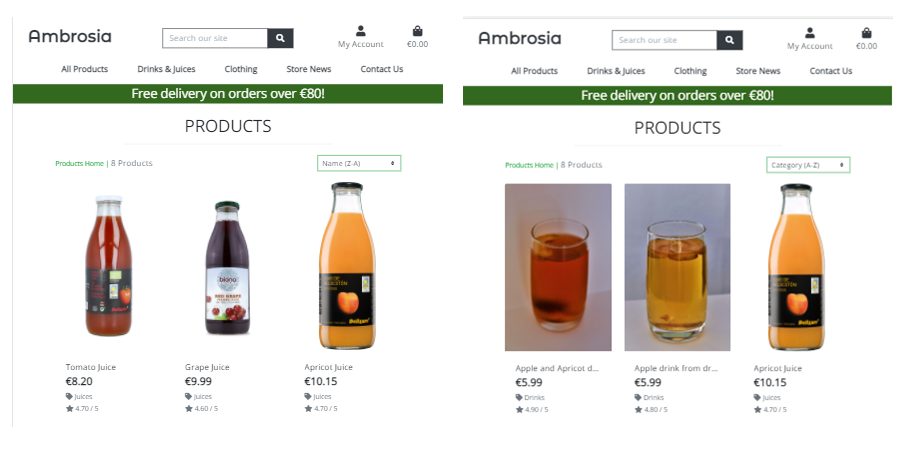 Ambrosia
Search our site
My Account
€0.00
All Products
Drinks & Juices
Clothing
Store News
Contact Us
Free delivery on orders over €80!
PRODUCTS
Products Home | 8 Products
Name (Z-A)
biona
Tomato Juice
€8.20
Juices
4.70 / 5
Grape Juice
€9.99
Juices
4.60 / 5
Apricot Juice
€10.15
Juices
4.70 / 5
Ambrosia
Search our site
My Account
€0.00
All Products
Drinks & Juices
Clothing
Store News
Contact Us
Free delivery on orders over €80!
PRODUCTS
Products Home | 8 Products
Category (A-Z)
Apple and Apricot d...
€5.99
Drinks
4.90 / 5
Apple drink from dr...
€5.99
Drinks
4.80 / 5
Apricot Juice
€10.15
Juices
4.70 / 5